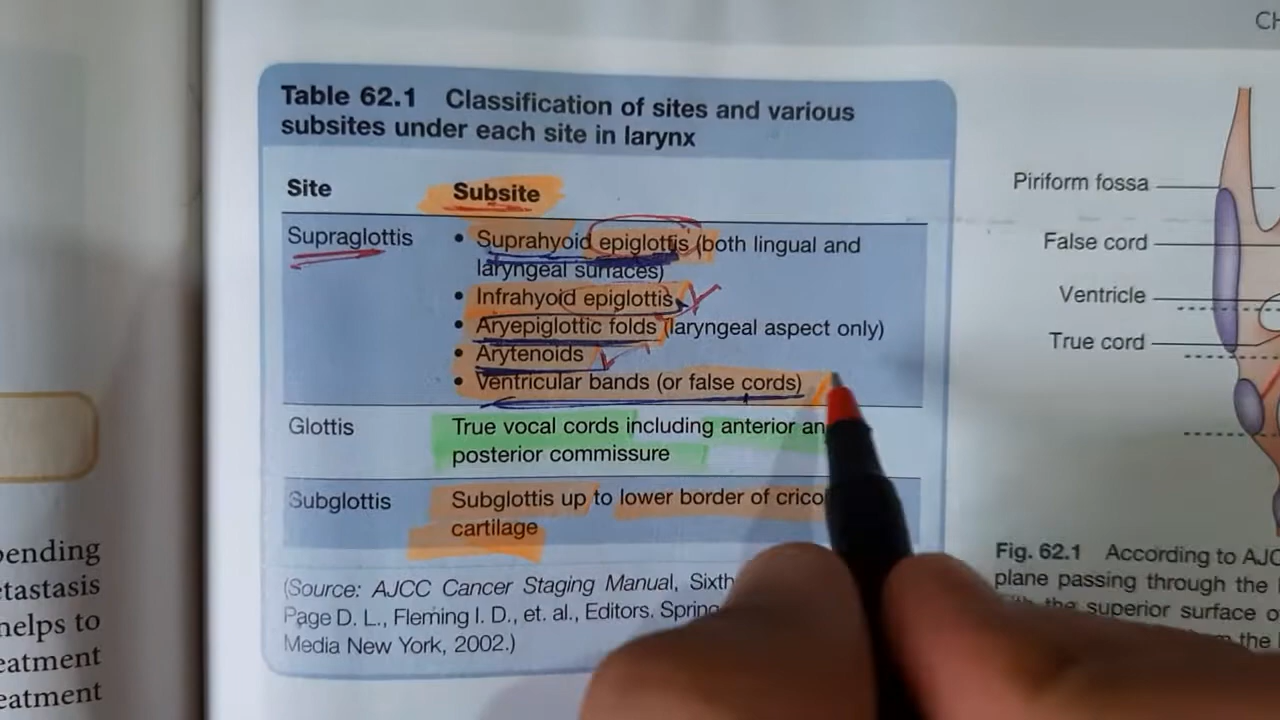 CH
Table 62.1 Classification of sites and various
subsites under each site in larynx
Site Subsite
Supraglottis • Suprahyoid epiglottis (both lingual and
laryngeal surfaces)
• Infrahyoid epiglottis
• Aryepiglottic folds (laryngeal aspect only)
• Arytenoids
• Ventricular bands (or false cords)
Glottis True vocal cords including anterior an
posterior commissure
Subglottis Subglottis up to lower border of crico
cartilage
(Source: AJCC Cancer Staging Manual, Sixth
Page D. L., Fleming I. D., et. al., Editors. Spring
Media New York, 2002.)
Piriform fossa
False cord
Ventricle
True cord
Fig. 62.1 According to AJC
plane passing through the
the superior surface o
the
pending
etastasis
helps to
eatment
eatment